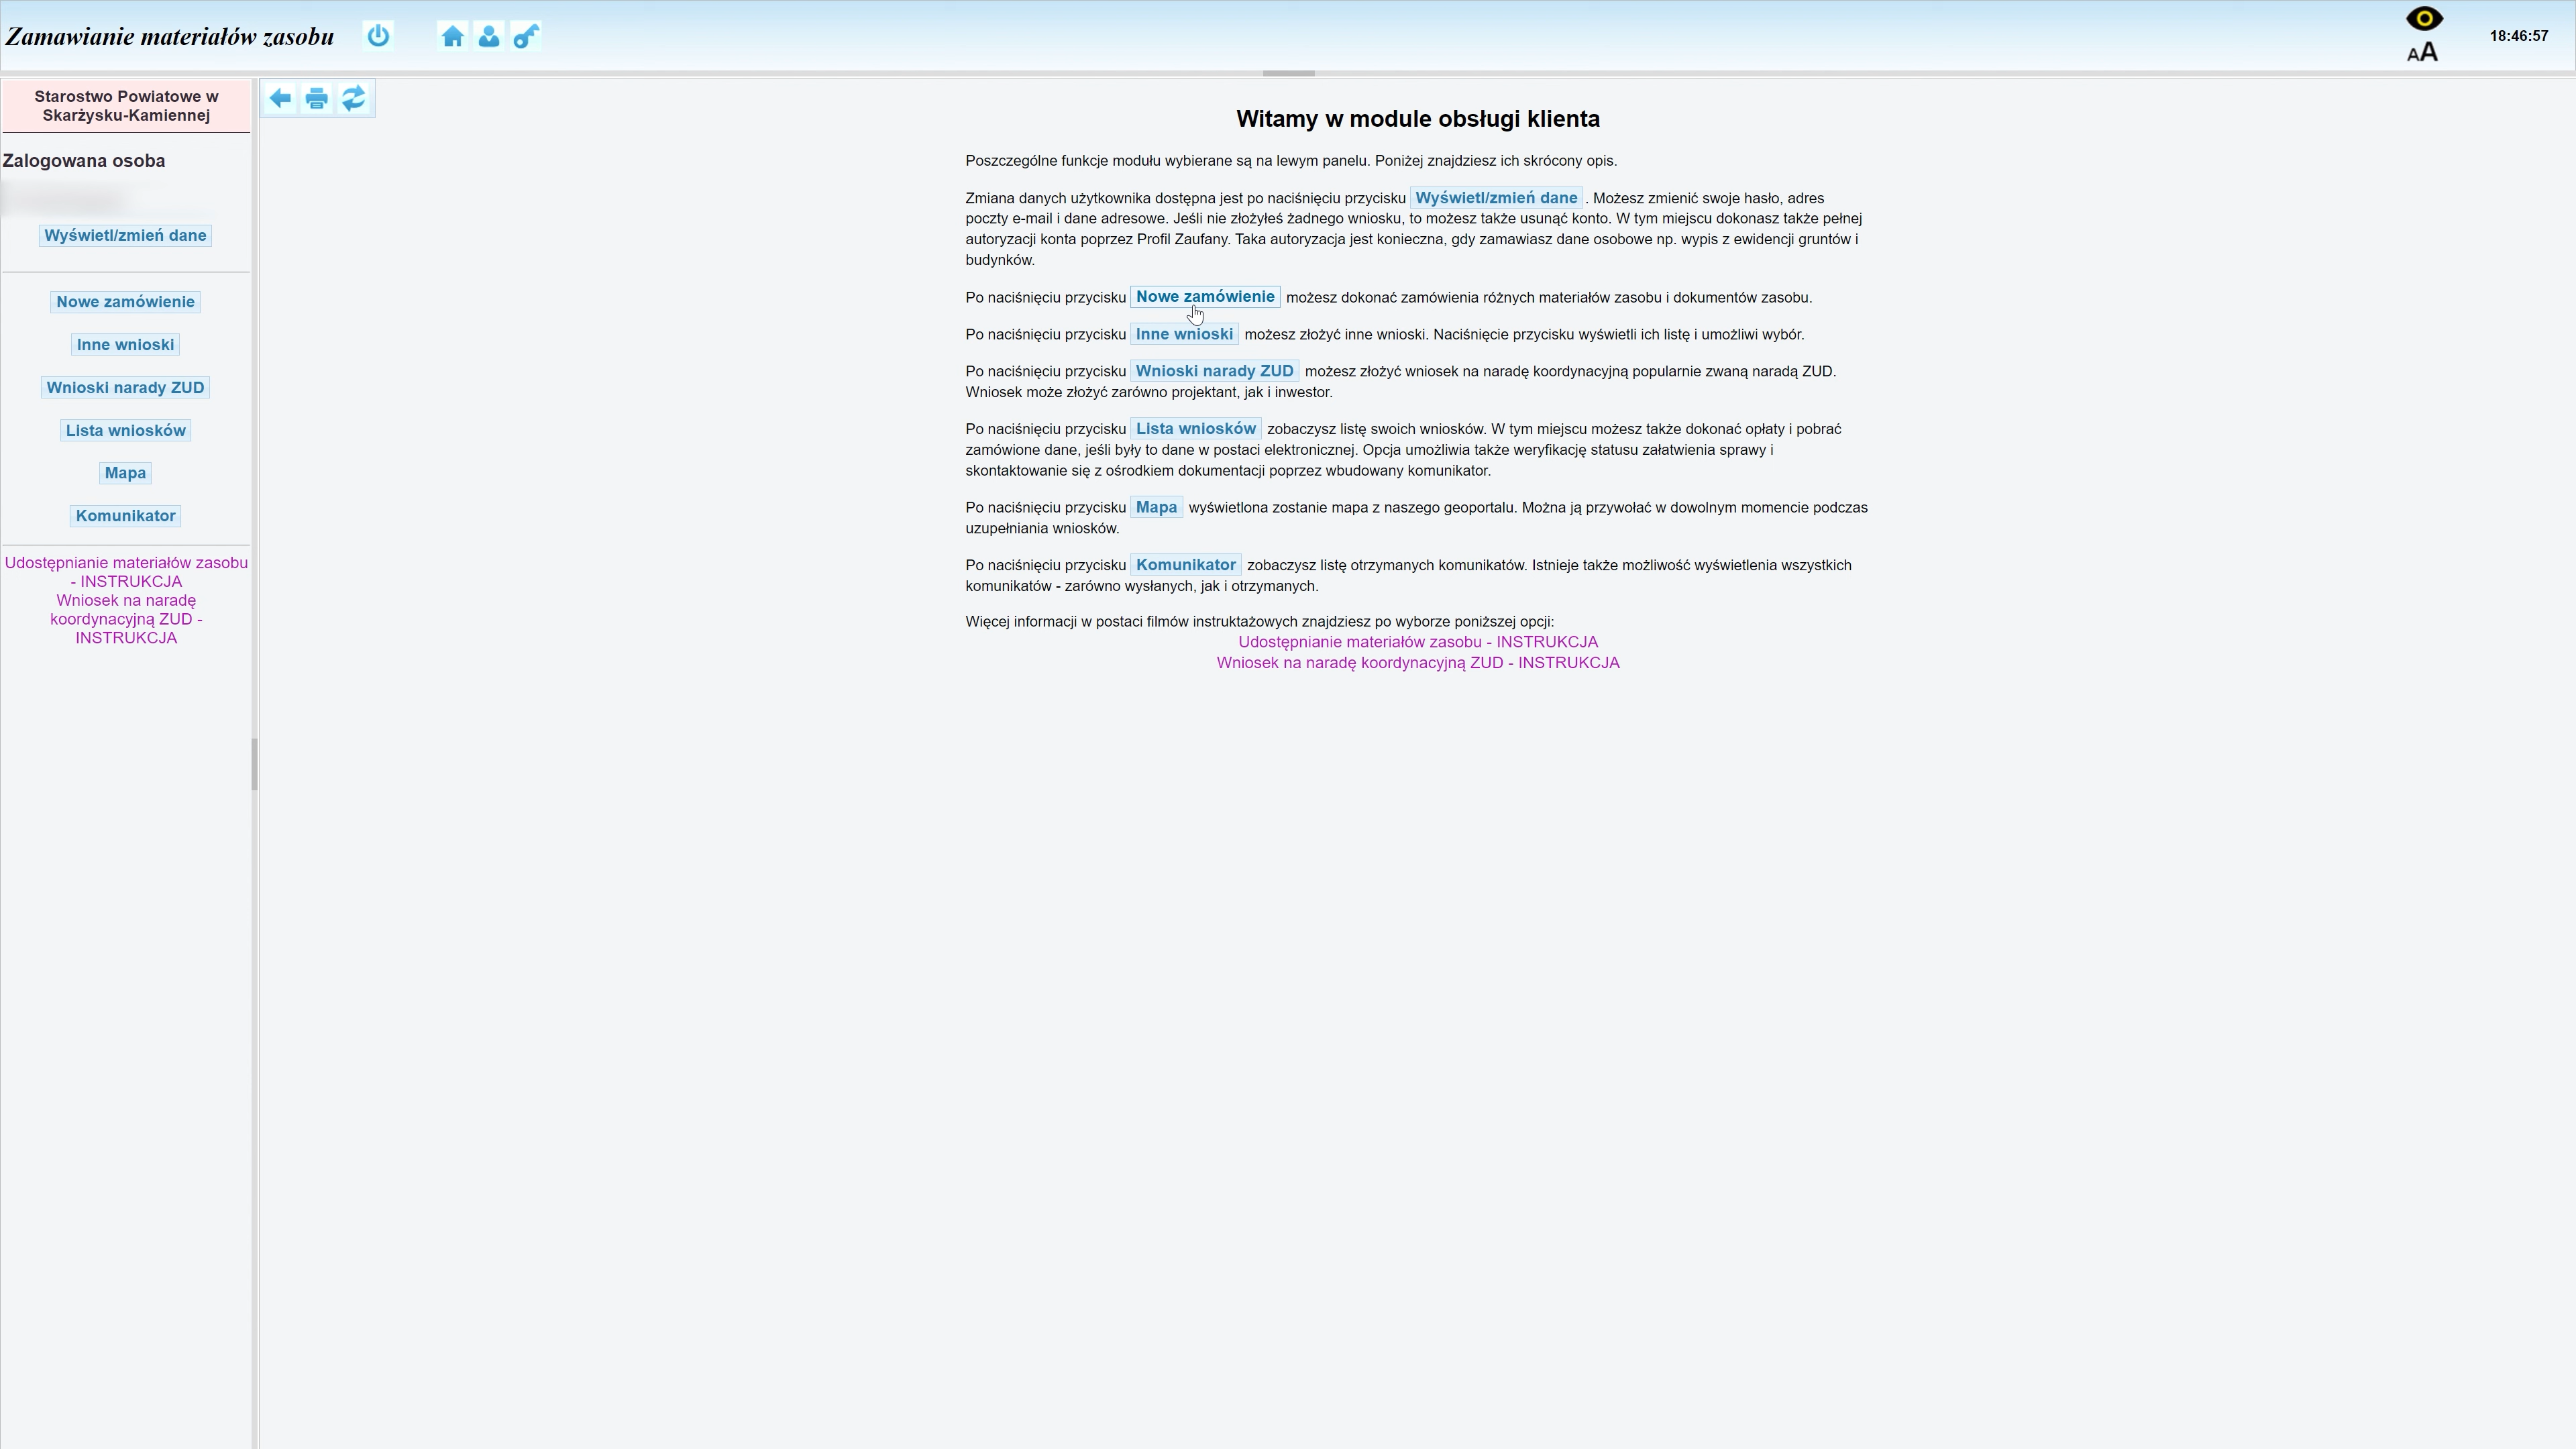 Zamawianie materiałów zasobu
AA
18:46:57
Starostwo Powiatowe w
Skarżysku-Kamiennej
Zalogowana osoba
Wyświetl/zmień dane
Nowe zamówienie
Inne wnioski
Wnioski narady ZUD
Lista wniosków
Mapa
Komunikator
Udostępnianie materiałów zasobu
- INSTRUKCJA
Wniosek na naradę
koordynacyjną ZUD -
INSTRUKCJA
Witamy w module obsługi klienta
Poszczególne funkcje modułu wybierane są na lewym panelu. Poniżej znajdziesz ich skrócony opis.
Zmiana danych użytkownika dostępna jest po naciśnięciu przycisku Wyświetl/zmień dane . Możesz zmienić swoje hasło, adres
poczty e-mail i dane adresowe. Jeśli nie złożyłeś żadnego wniosku, to możesz także usunąć konto. W tym miejscu dokonasz także pełnej
autoryzacji konta poprzez Profil Zaufany. Taka autoryzacja jest konieczna, gdy zamawiasz dane osobowe np. wypis z ewidencji gruntów i
budynków.
Po naciśnięciu przycisku Nowe zamówienie możesz dokonać zamówienia różnych materiałów zasobu i dokumentów zasobu.
Po naciśnięciu przycisku Inne wnioski możesz złożyć inne wnioski. Naciśnięcie przycisku wyświetli ich listę i umożliwi wybór.
Po naciśnięciu przycisku Wnioski narady ZUD możesz złożyć wniosek na naradę koordynacyjną popularnie zwaną naradą ZUD.
Wniosek może złożyć zarówno projektant, jak i inwestor.
Po naciśnięciu przycisku Lista wniosków zobaczysz listę swoich wniosków. W tym miejscu możesz także dokonać opłaty i pobrać
zamówione dane, jeśli były to dane w postaci elektronicznej. Opcja umożliwia także weryfikację statusu załatwienia sprawy i
skontaktowanie się z ośrodkiem dokumentacji poprzez wbudowany komunikator.
Po naciśnięciu przycisku Mapa wyświetlona zostanie mapa z naszego geoportalu. Można ją przywołać w dowolnym momencie podczas
uzupełniania wniosków.
Po naciśnięciu przycisku Komunikator zobaczysz listę otrzymanych komunikatów. Istnieje także możliwość wyświetlenia wszystkich
komunikatów - zarówno wysłanych, jak i otrzymanych.
Więcej informacji w postaci filmów instruktażowych znajdziesz po wyborze poniższej opcji:
Udostępnianie materiałów zasobu - INSTRUKCJA
Wniosek na naradę koordynacyjną ZUD - INSTRUKCJA